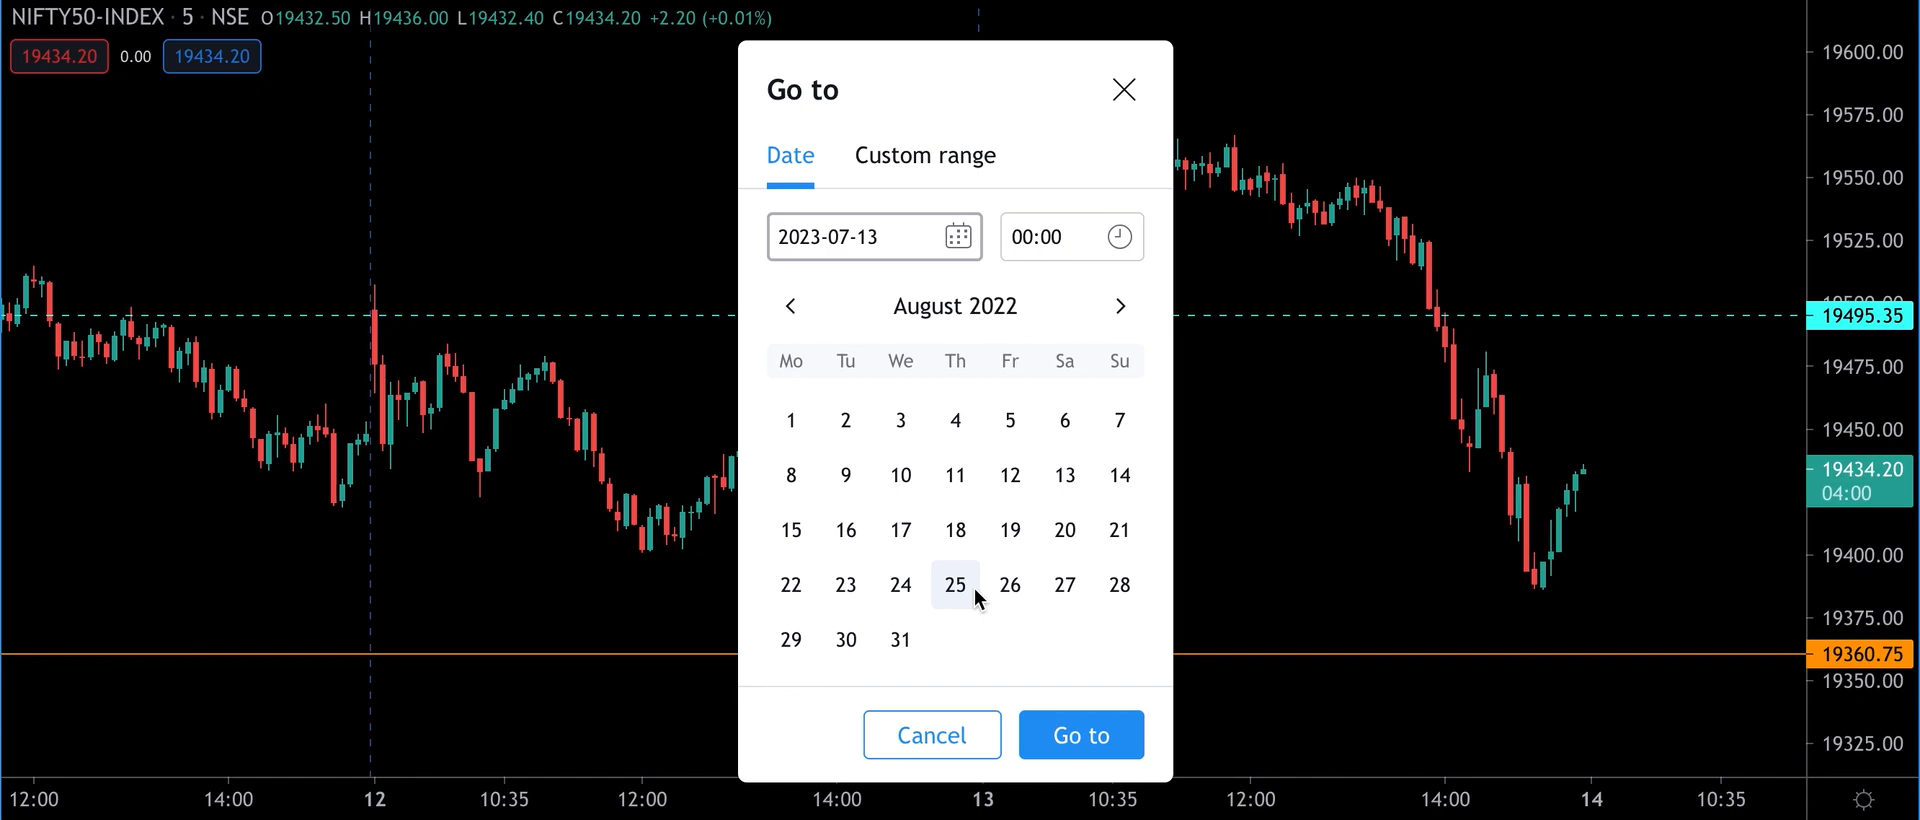 NIFTY50-INDEX · 5 · NSE O19432.50 H19436.00 L19432.40 C19434.20 +2.20 (+0.01%)
19434.20 0.00 19434.20
Go to
Date Custom range
2023-07-13 00:00
August 2022
Mo Tu We Th Fr Sa Su
1 2 3 4 5 6 7
8 9 10 11 12 13 14
15 16 17 18 19 20 21
22 23 24 25 26 27 28
29 30 31
Cancel Go to
19600.00
19575.00
19550.00
19525.00
19495.35
19475.00
19450.00
19434.20
04:00
19400.00
19375.00
19360.75
19350.00
19325.00
12:00 14:00 12 10:35 12:00 14:00 13 10:35 12:00 14:00 14 10:35